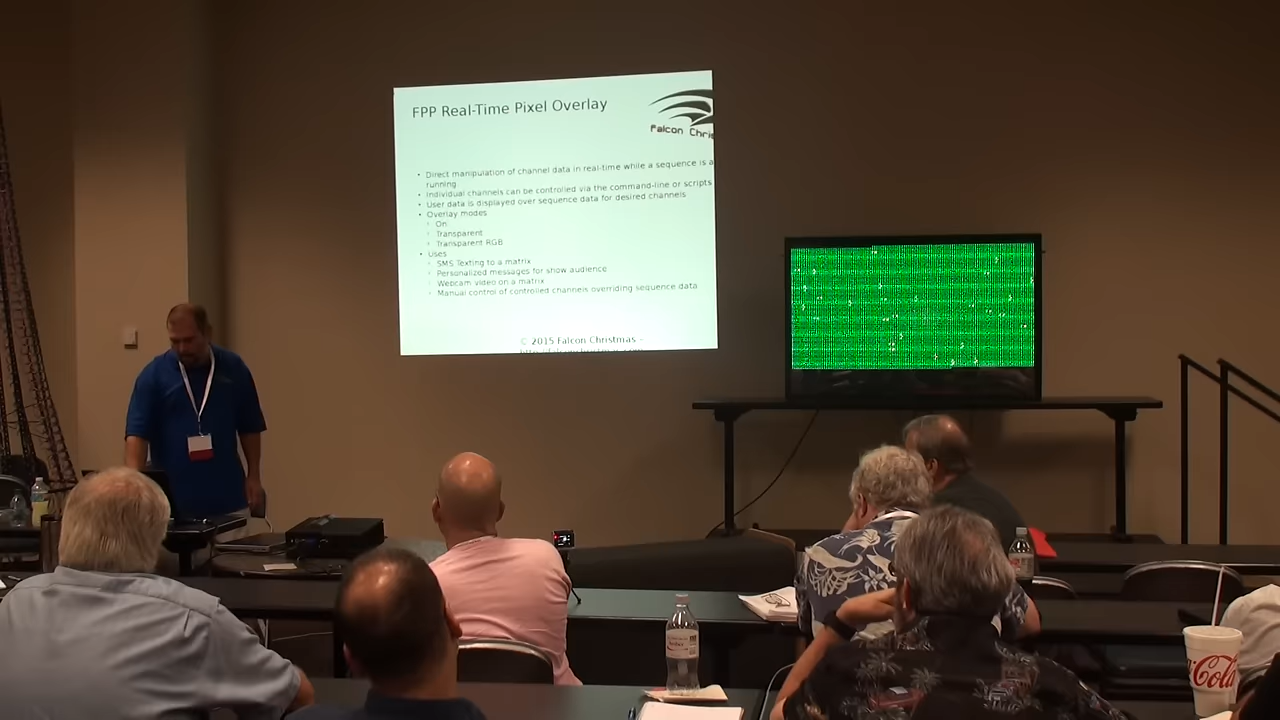 FPP Real-Time Pixel Overlay
Falcon Chris
• Direct manipulation of channel data in real-time while a sequence is a
running.
• Individual channels can be controlled via the command-line or scripts
• User data is displayed over sequence data for desired channels
• Overlay modes
◦ On
◦ Transparent
◦ Transparent RGB
• Uses
◦ SMS Texting to a matrix
◦ Personalized messages for show audience
◦ Webcam video on a matrix
◦ Manual control of controlled channels overriding sequence data
© 2015 Falcon Christmas –
Cola